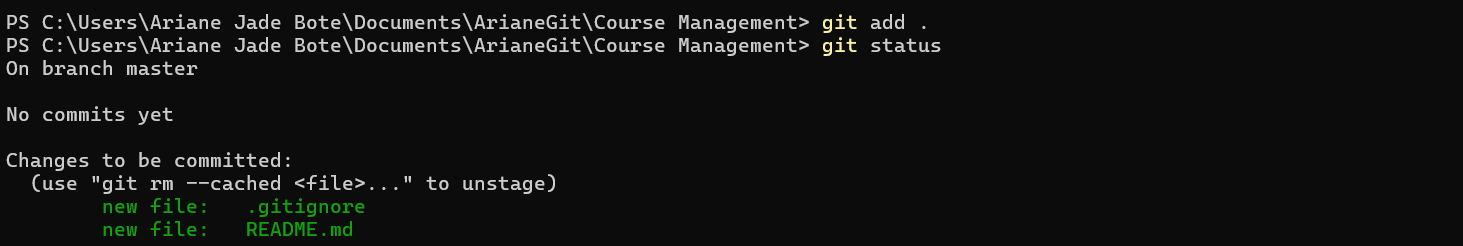 PS C:\Users\Ariane Jade Bote\Documents\ArianeGit\Course Management> git add .
PS C:\Users\Ariane Jade Bote\Documents\ArianeGit\Course Management> git status
On branch master
No commits yet
Changes to be committed:
  (use "git rm --cached <file>..." to unstage)
        new file:   .gitignore
        new file:   README.md